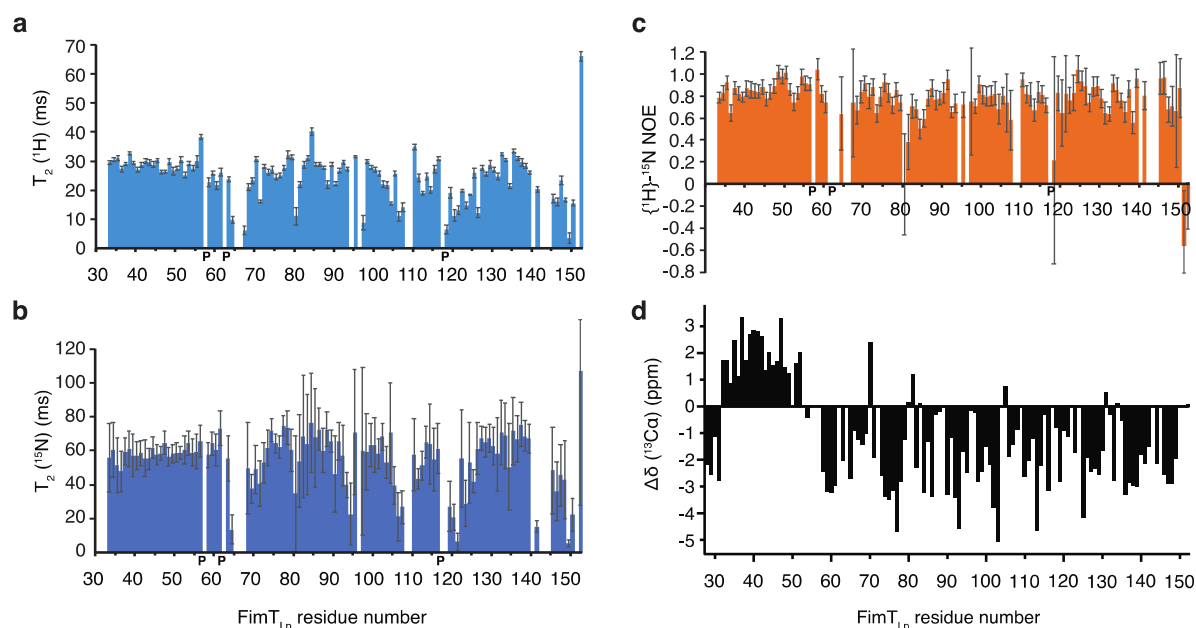 a
T2 (1H) (ms)
70
60
50
40
30
20
10
0
30 40 50 60 70 80 90 100 110 120 130 140 150
P P P
b
T2 (15N) (ms)
120
100
80
60
40
20
0
P P P
30 40 50 60 70 80 90 100 110 120 130 140 150
FimTLp residue number
c
{1H}-15N NOE
1.2
1.0
0.8
0.6
0.4
0.2
0
-0.2
-0.4
-0.6
-0.8
P P P
40 50 60 70 80 90 100 110 120 130 140 150
d
Δδ (13Cα) (ppm)
3
2
1
0
-1
-2
-3
-4
-5
30 40 50 60 70 80 90 100 110 120 130 140 150
FimTLp residue number